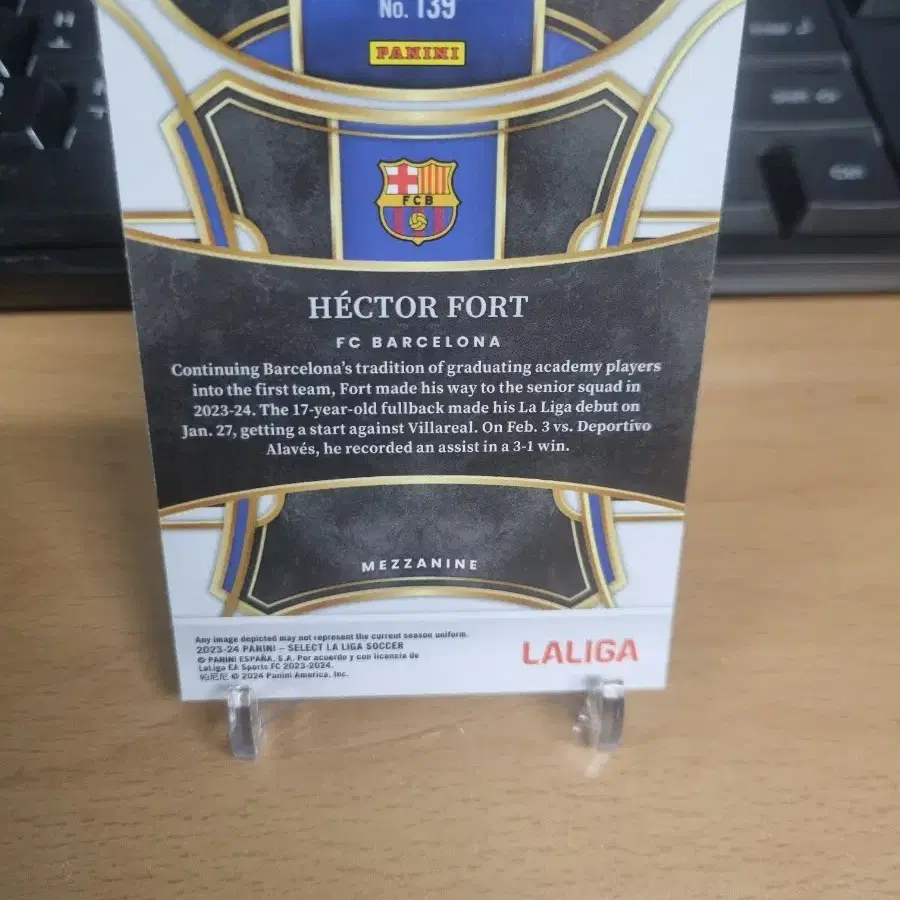 No. 139
PANINI
FCB
HÉCTOR FORT
FC BARCELONA
Continuing Barcelona's tradition of graduating academy players
into the first team, Fort made his way to the senior squad in
2023-24. The 17-year-old fullback made his La Liga debut on
Jan. 27, getting a start against Villareal. On Feb. 3 vs. Deportivo
Alavés, he recorded an assist in a 3-1 win.
MEZZANINE
Any image depicted may not represent the current season uniform.
2023-24 PANINI – SELECT LA LIGA SOCCER
© PANINI ESPAÑA, S.A. Por acuerdo y con licencia de
LaLiga EA Sports FC 2023-2024.
帕尼尼 © 2024 Panini America, Inc.
LALIGA